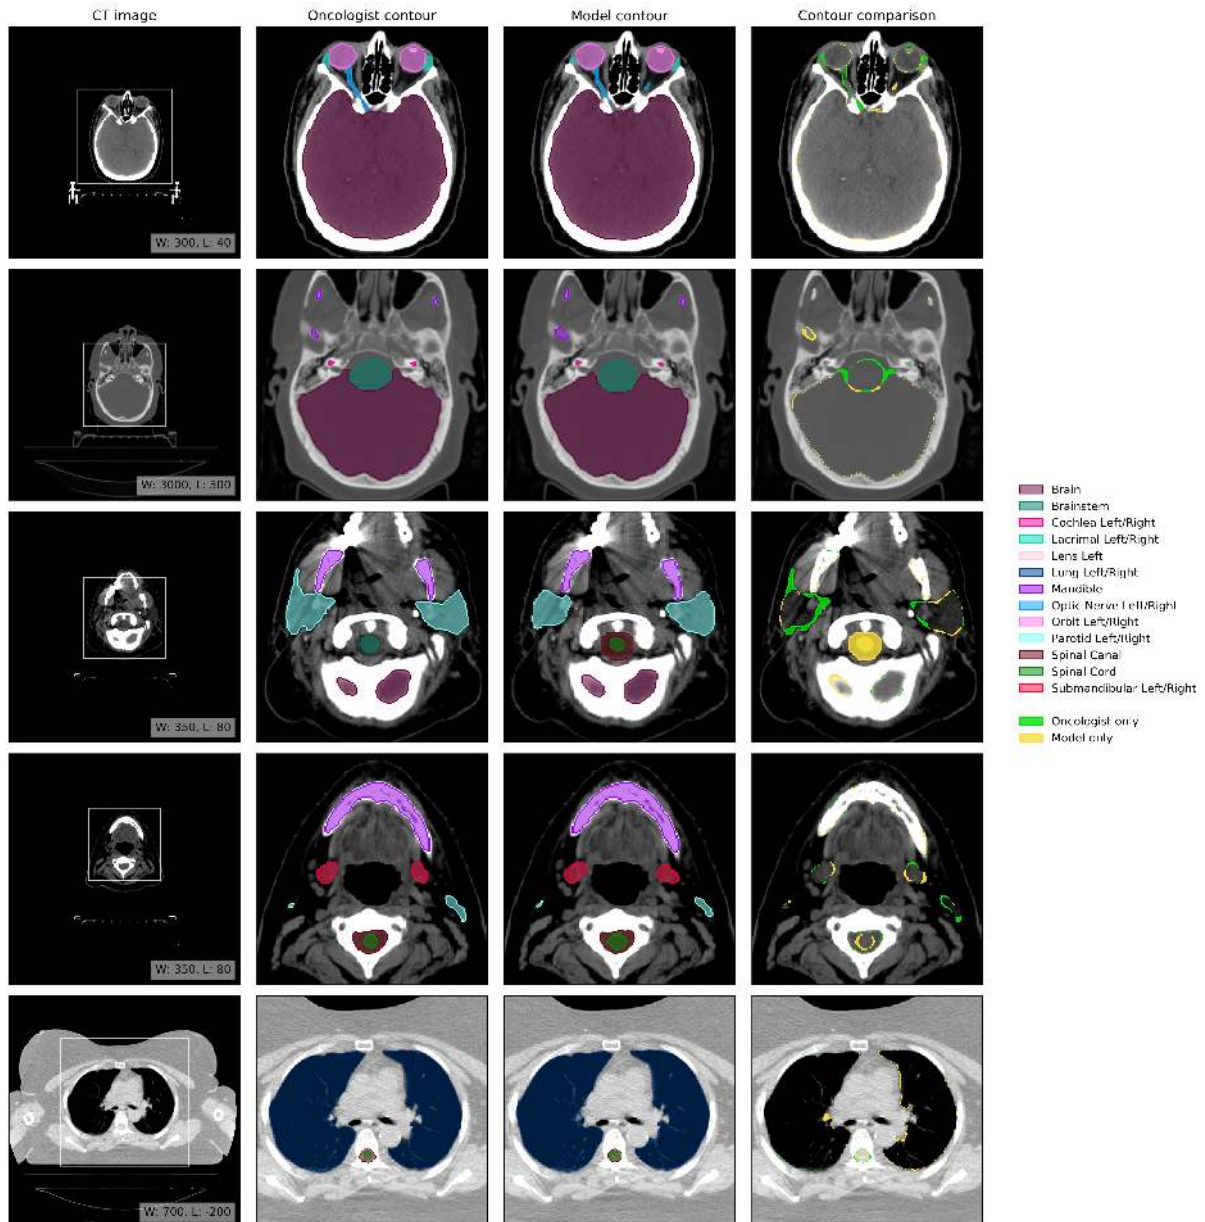 CT image
Oncologist contour
Model contour
Contour comparison
W: 300, L: 40
W: 3000, L: 500
W: 350, L: 80
W: 350, L: 80
W: 700, L: -200
Brain
Brainstem
Cochlea Left/Right
Lacrimal Left/Right
Lens Left
Lung Left/Right
Mandible
Optic Nerve Left/Right
Orbit Left/Right
Parotid Left/Right
Spinal Canal
Spinal Cord
Submandibular Left/Right
Oncologist only
Model only